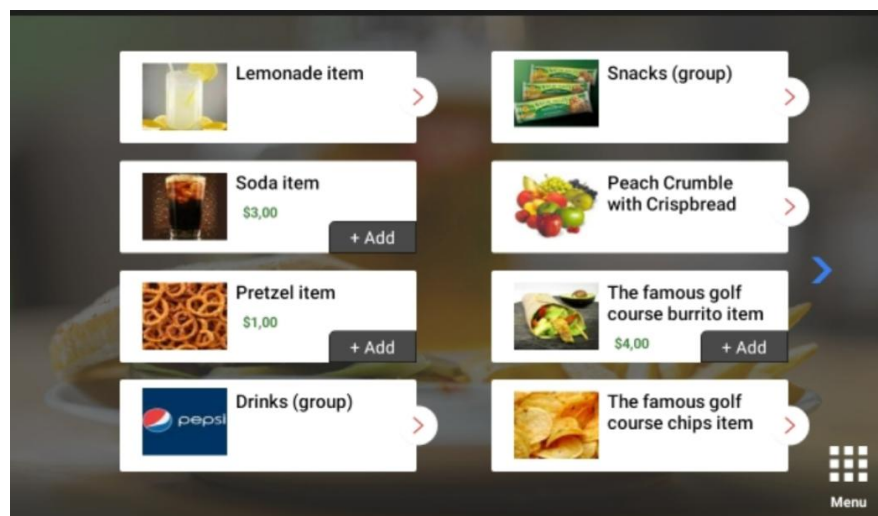 Lemonade item
Soda item
$3,00
+ Add
Pretzel item
$1,00
+ Add
Drinks (group)
pepsi
Snacks (group)
Peach Crumble
with Crispbread
The famous golf
course burrito item
$4,00
+ Add
The famous golf
course chips item
Menu